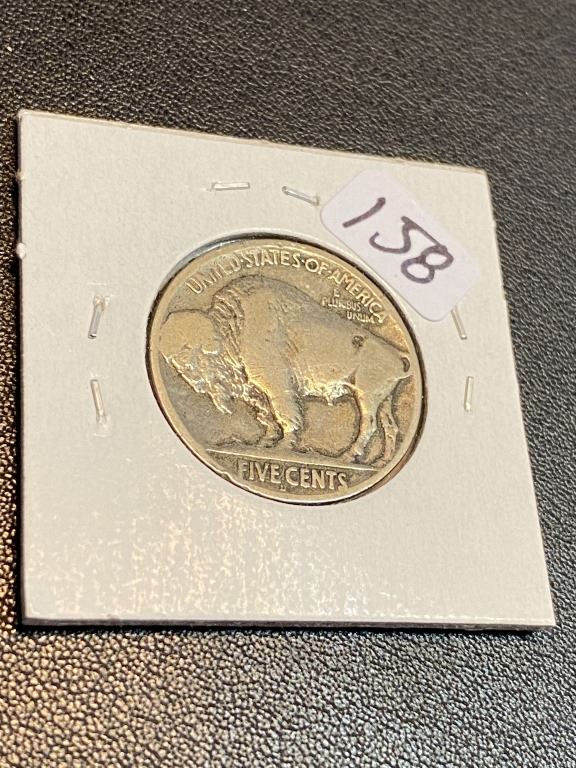 158
UNITED·STATES·OF·AMERICA
E
PLURIBUS
UNUM
FIVE CENTS